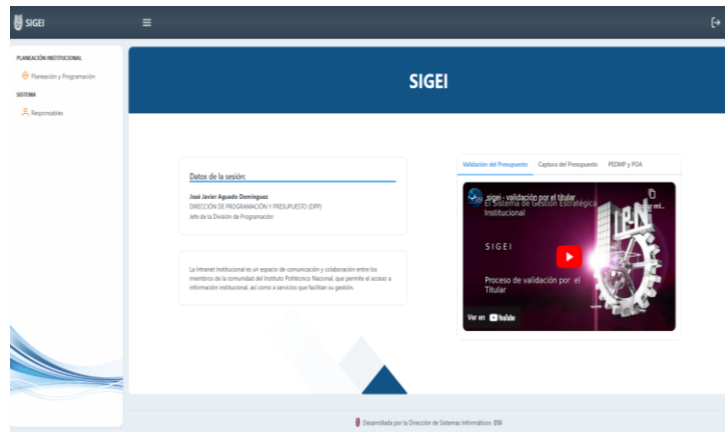 SIGEI
PLANEACIÓN INSTITUCIONAL
Planeación y Programación
SISTEMA
Responsables
SIGEI
Datos de la sesión:
José Javier Aguado Domínguez
DIRECCIÓN DE PROGRAMACIÓN Y PRESUPUESTO (DPP)
Jefe de la División de Programación
La Intranet Institucional es un espacio de comunicación y colaboración entre los
miembros de la comunidad del Instituto Politécnico Nacional, que permite el acceso a
información institucional, así como a servicios que facilitan su gestión.
Validación del Presupuesto Captura del Presupuesto PEDMP y POA
sigei - validación por el titular
El Sistema de Gestión Estratégica
Institucional
SIGEI
Proceso de validación por el
Titular
IPN
Ver en YouTube
Desarrollada por la Dirección de Sistemas Informáticos DSI